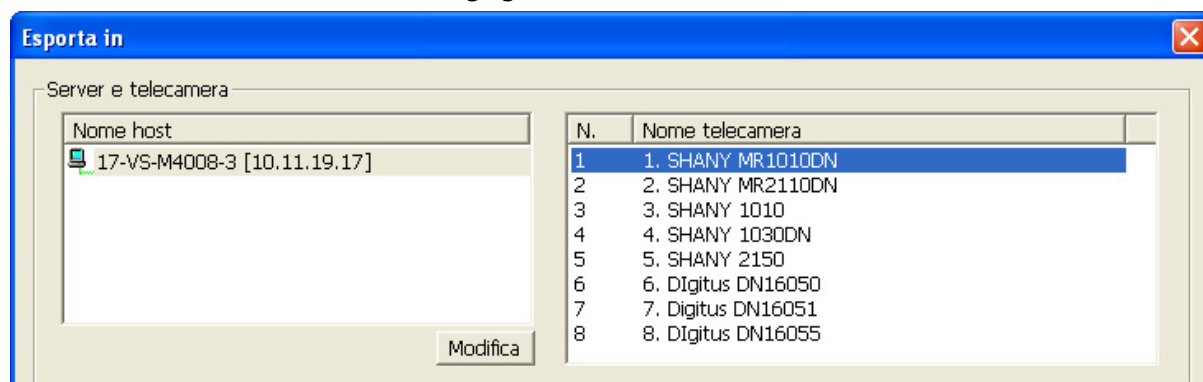 Esporta in
Server e telecamera
Nome host
17-VS-M4008-3 [10.11.19.17]
Modifica
N. Nome telecamera
1 1. SHANY MR1010DN
2 2. SHANY MR2110DN
3 3. SHANY 1010
4 4. SHANY 1030DN
5 5. SHANY 2150
6 6. DIgitus DN16050
7 7. Digitus DN16051
8 8. DIgitus DN16055